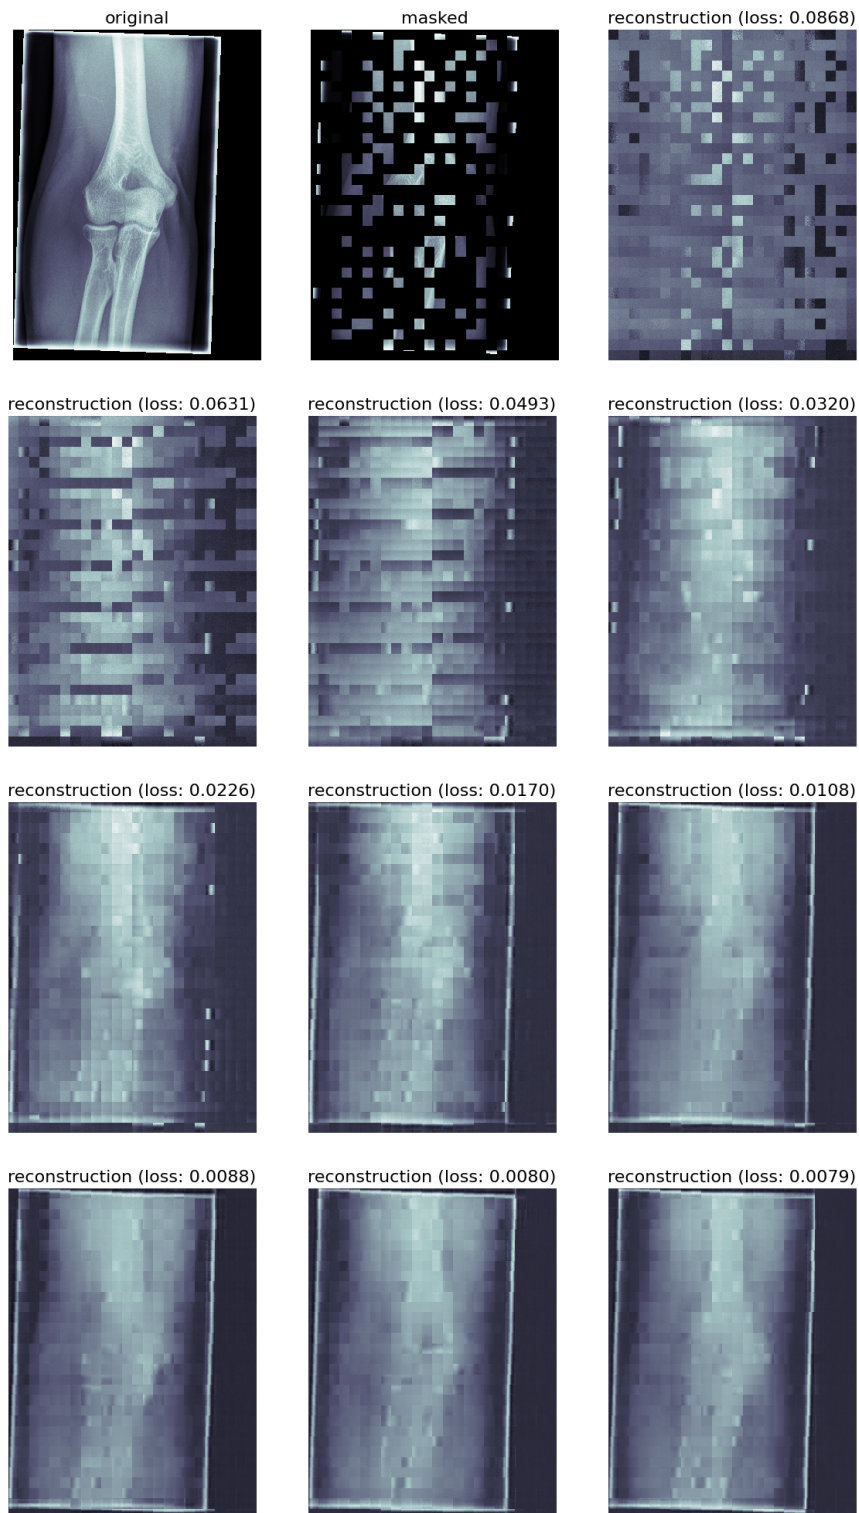 original
masked
reconstruction (loss: 0.0868)
reconstruction (loss: 0.0631)
reconstruction (loss: 0.0493)
reconstruction (loss: 0.0320)
reconstruction (loss: 0.0226)
reconstruction (loss: 0.0170)
reconstruction (loss: 0.0108)
reconstruction (loss: 0.0088)
reconstruction (loss: 0.0080)
reconstruction (loss: 0.0079)